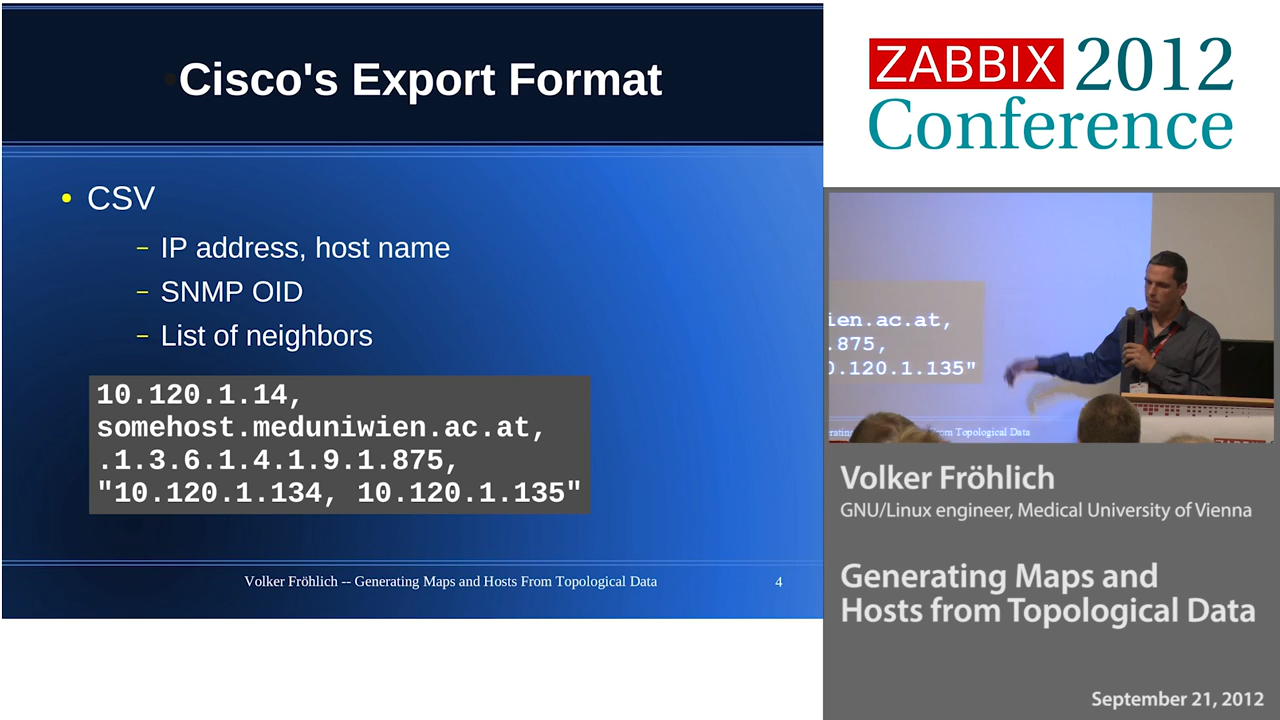 Cisco's Export Format
• CSV
– IP address, host name
– SNMP OID
– List of neighbors
10.120.1.14,
somehost.meduniwien.ac.at,
.1.3.6.1.4.1.9.1.875,
"10.120.1.134, 10.120.1.135"
Volker Fröhlich -- Generating Maps and Hosts From Topological Data 4
ZABBIX 2012
Conference
ien.ac.at,
.875,
0.120.1.135"
From Topological Data
Volker Fröhlich
GNU/Linux engineer, Medical University of Vienna
Generating Maps and
Hosts from Topological Data
September 21, 2012